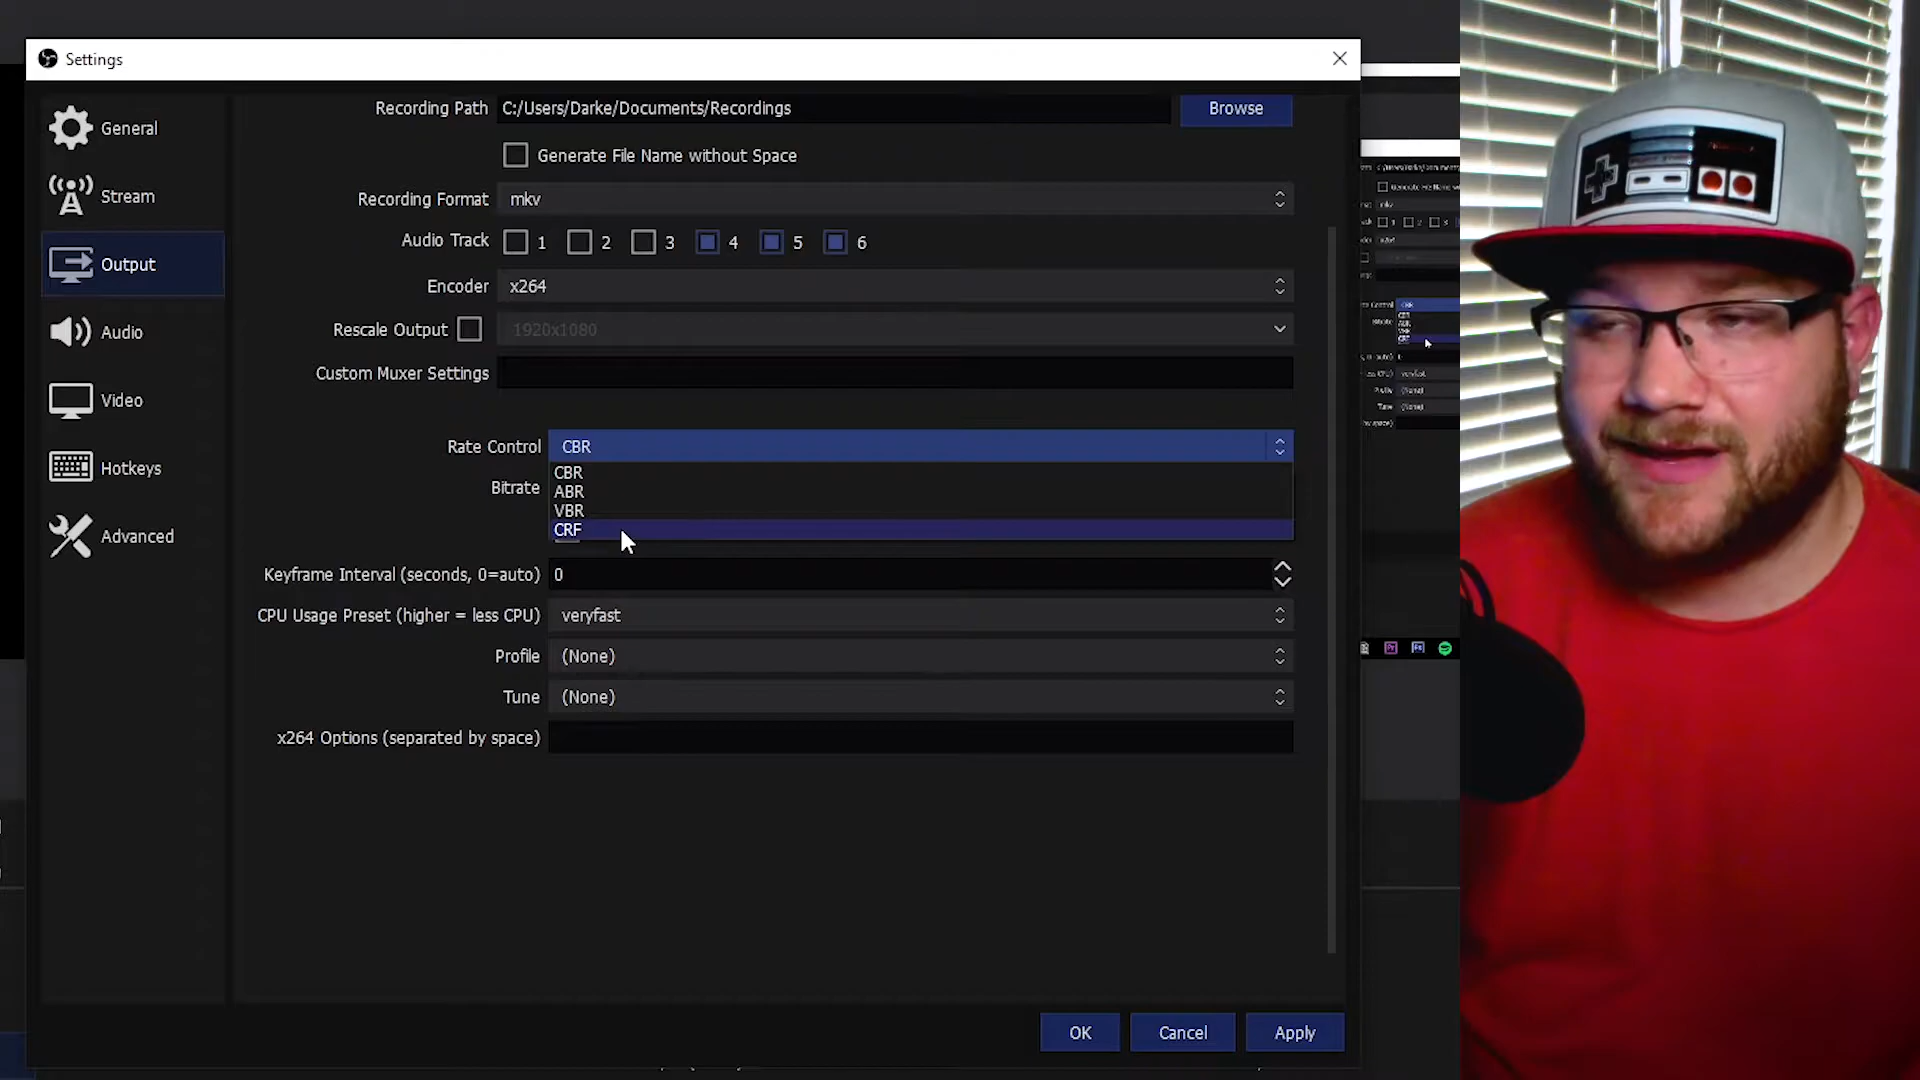 Settings
General
Stream
Output
Audio
Video
Hotkeys
Advanced
Recording Path C:/Users/Darke/Documents/Recordings Browse
Generate File Name without Space
Recording Format mkv
Audio Track 1 2 3 4 5 6
Encoder x264
Rescale Output 1920x1080
Custom Muxer Settings
Rate Control CBR
CBR
Bitrate ABR
VBR
CRF
Keyframe Interval (seconds, 0=auto) 0
CPU Usage Preset (higher = less CPU) veryfast
Profile (None)
Tune (None)
x264 Options (separated by space)
OK Cancel Apply